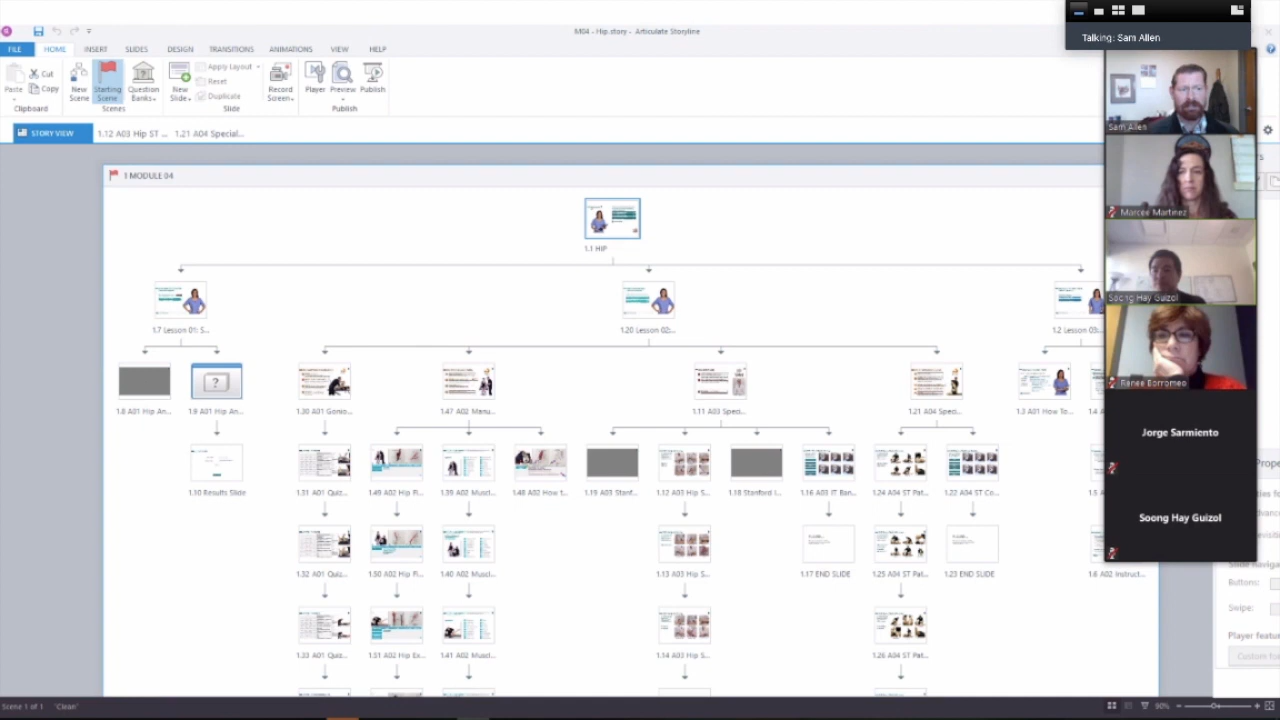 M04 - Hip.story - Articulate Storyline
FILE HOME INSERT SLIDES DESIGN TRANSITIONS ANIMATIONS VIEW HELP
Paste Cut Copy
Clipboard
New Scene Starting Scene Question Banks
Scenes
New Slide Apply Layout Reset Duplicate
Slide
Record Screen
Player Preview Publish
Publish
STORY VIEW 1.12 A03 Hip ST ... 1.21 A04 Special...
1 MODULE 04
1.1 HIP
1.7 Lesson 01: S... 1.20 Lesson 02:... 1.2 Lesson 03:
1.8 A01 Hip An... 1.9 A01 Hip An... 1.30 A01 Gonio... 1.47 A02 Manu... 1.11 A03 Speci... 1.21 A04 Speci... 1.3 A01 How To...
1.10 Results Slide 1.31 A01 Quiz... 1.49 A02 Hip Fl... 1.39 A02 Muscl... 1.48 A02 How t... 1.19 A03 Stanf... 1.12 A03 Hip S... 1.18 Stanford I... 1.16 A03 IT Ban... 1.24 A04 ST Pat... 1.22 A04 ST Co...
1.32 A01 Quiz... 1.50 A02 Hip Fl... 1.40 A02 Muscl... 1.13 A03 Hip S... 1.17 END SLIDE 1.25 A04 ST Pat... 1.23 END SLIDE 1.6 A02 Instruct...
1.33 A01 Quiz... 1.51 A02 Hip Ex... 1.41 A02 Muscl... 1.14 A03 Hip S... 1.26 A04 ST Pat...
Scene 1 of 1 'Clean' 90%
Talking: Sam Allen
Sam Allen
Marcee Martinez
Soong Hay Guizol
Renee Borromeo
Jorge Sarmiento
Soong Hay Guizol
Slide Naviga
Buttons:
Swipe:
Player featur